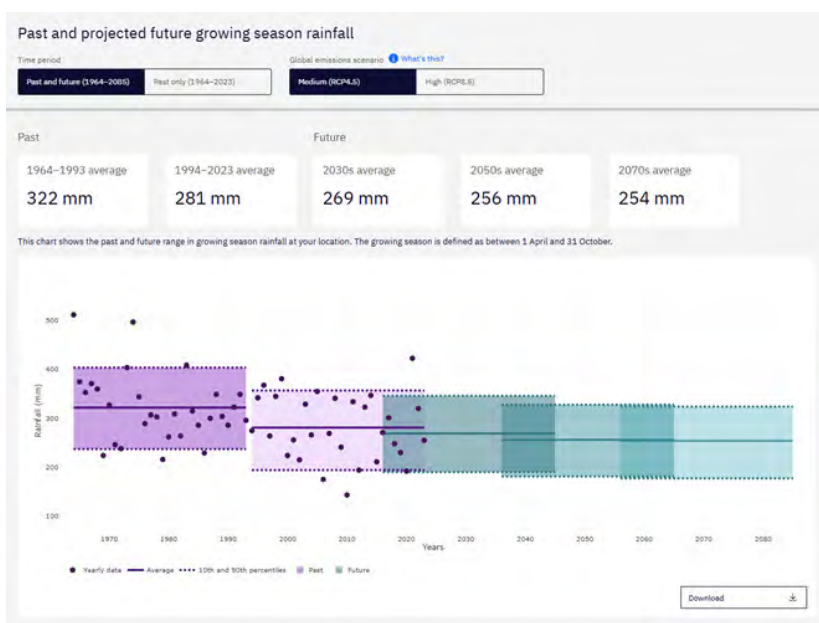 Past and projected future growing season rainfall
Time period
Global emissions scenario What's this?
Past and future (1964–2085)
Past only (1964–2023)
Medium (RCP4.5)
High (RCP8.5)
Past
Future
1964–1993 average
322 mm
1994–2023 average
281 mm
2030s average
269 mm
2050s average
256 mm
2070s average
254 mm
This chart shows the past and future range in growing season rainfall at your location. The growing season is defined as between 1 April and 31 October.
500
400
300
200
100
Rainfall (mm)
1970 1980 1990 2000 2010 2020 2030 2040 2050 2060 2070 2080
Years
Yearly data Average 10th and 90th percentiles Past Future
Download